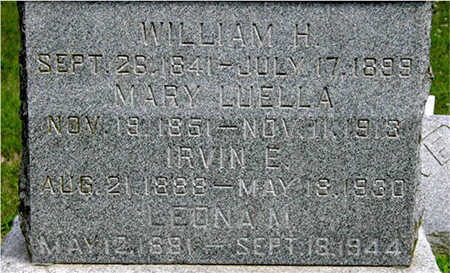 WILLIAM H.
SEPT. 26. 1841 – JULY. 17. 1899
MARY LUELLA
NOV. 19. 1851 – NOV. 11. 1913
IRVIN E.
AUG. 21. 1888 – MAY 18. 1930
LEONA M.
MAY 12. 1891 – SEPT. 18. 1944